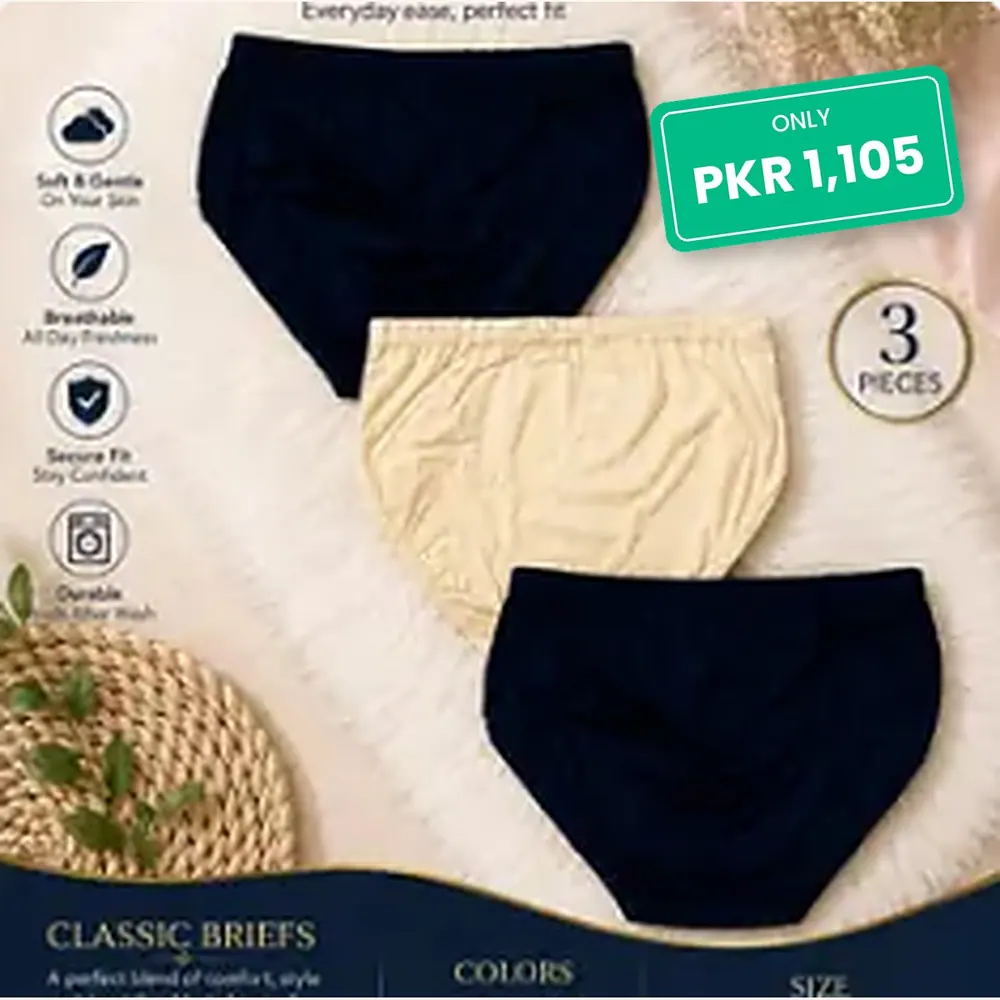 Everyday ease, perfect fit
ONLY
PKR 1,105
Soft & Gentle
On Your Skin
Breathable
All Day Freshness
3
PIECES
Secure Fit
Stay Confident
Durable
Wash
CLASSIC BRIEFS
A perfect blend of comfort, style
COLORS
SIZE